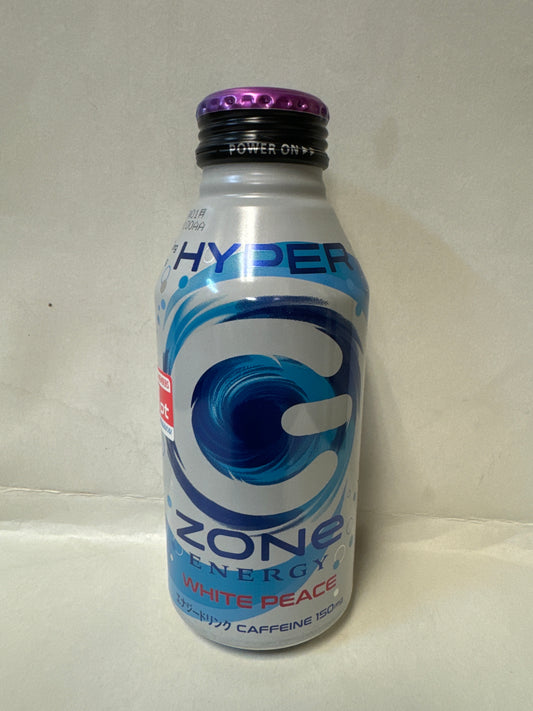 POWER ON ▸▸
HYPER
ZONe
ENERGY
WHITE PEACE
エナジードリンク CAFFEINE 150mg